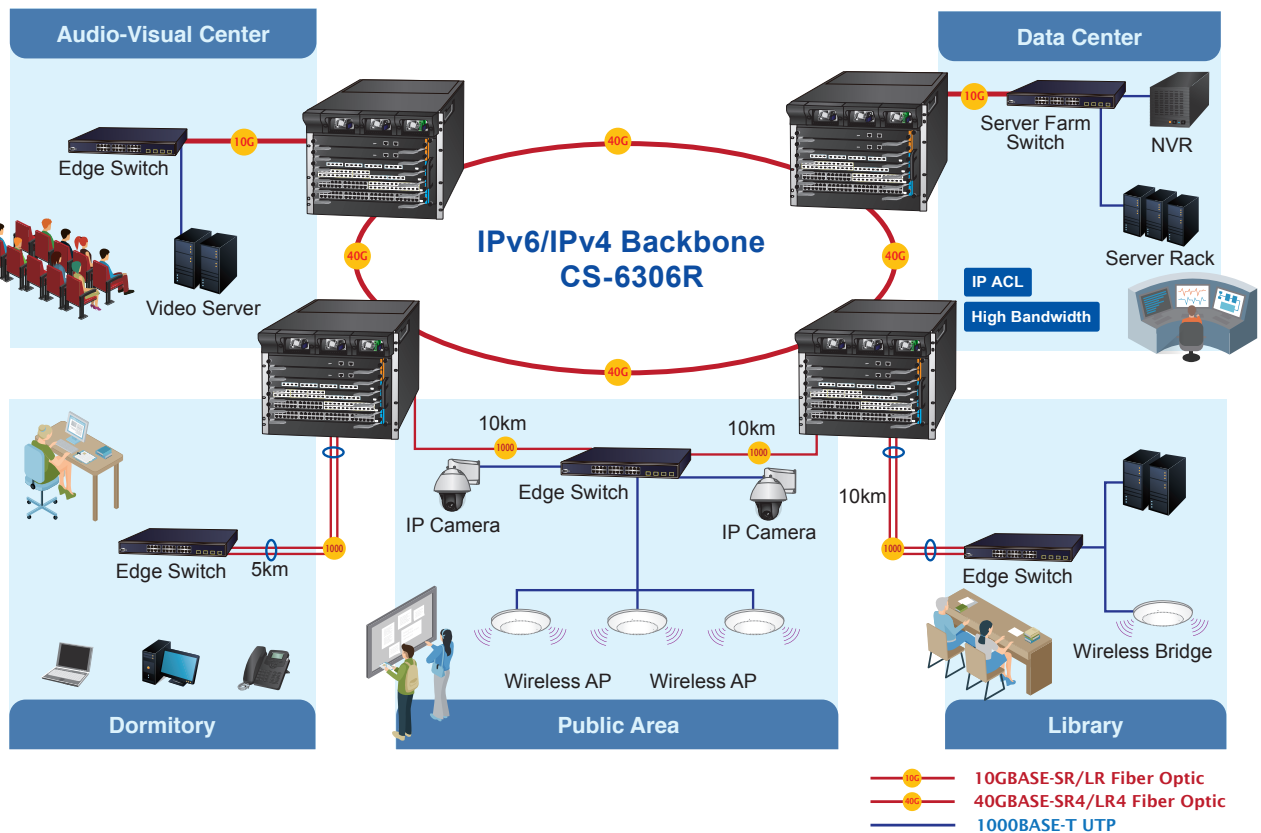 Audio-Visual Center
Data Center
10G
Edge Switch
Video Server
40G
40G
40G
40G
IPv6/IPv4 Backbone
CS-6306R
10G
Server Farm
Switch
NVR
Server Rack
IP ACL
High Bandwidth
1000
5km
Edge Switch
Dormitory
10km
1000
10km
1000
Edge Switch
IP Camera
IP Camera
Wireless AP
Wireless AP
Public Area
10km
1000
Edge Switch
Wireless Bridge
Library
10G
10GBASE-SR/LR Fiber Optic
40G
40GBASE-SR4/LR4 Fiber Optic
1000BASE-T UTP